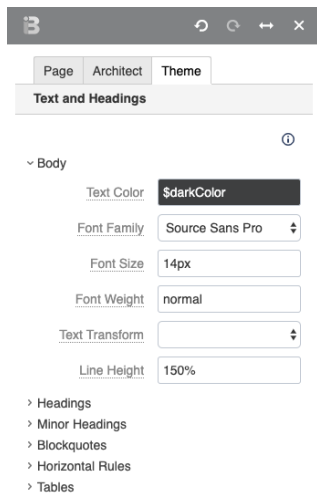 Page Architect Theme
Text and Headings
Body
Text Color $darkColor
Font Family Source Sans Pro
Font Size 14px
Font Weight normal
Text Transform
Line Height 150%
Headings
Minor Headings
Blockquotes
Horizontal Rules
Tables